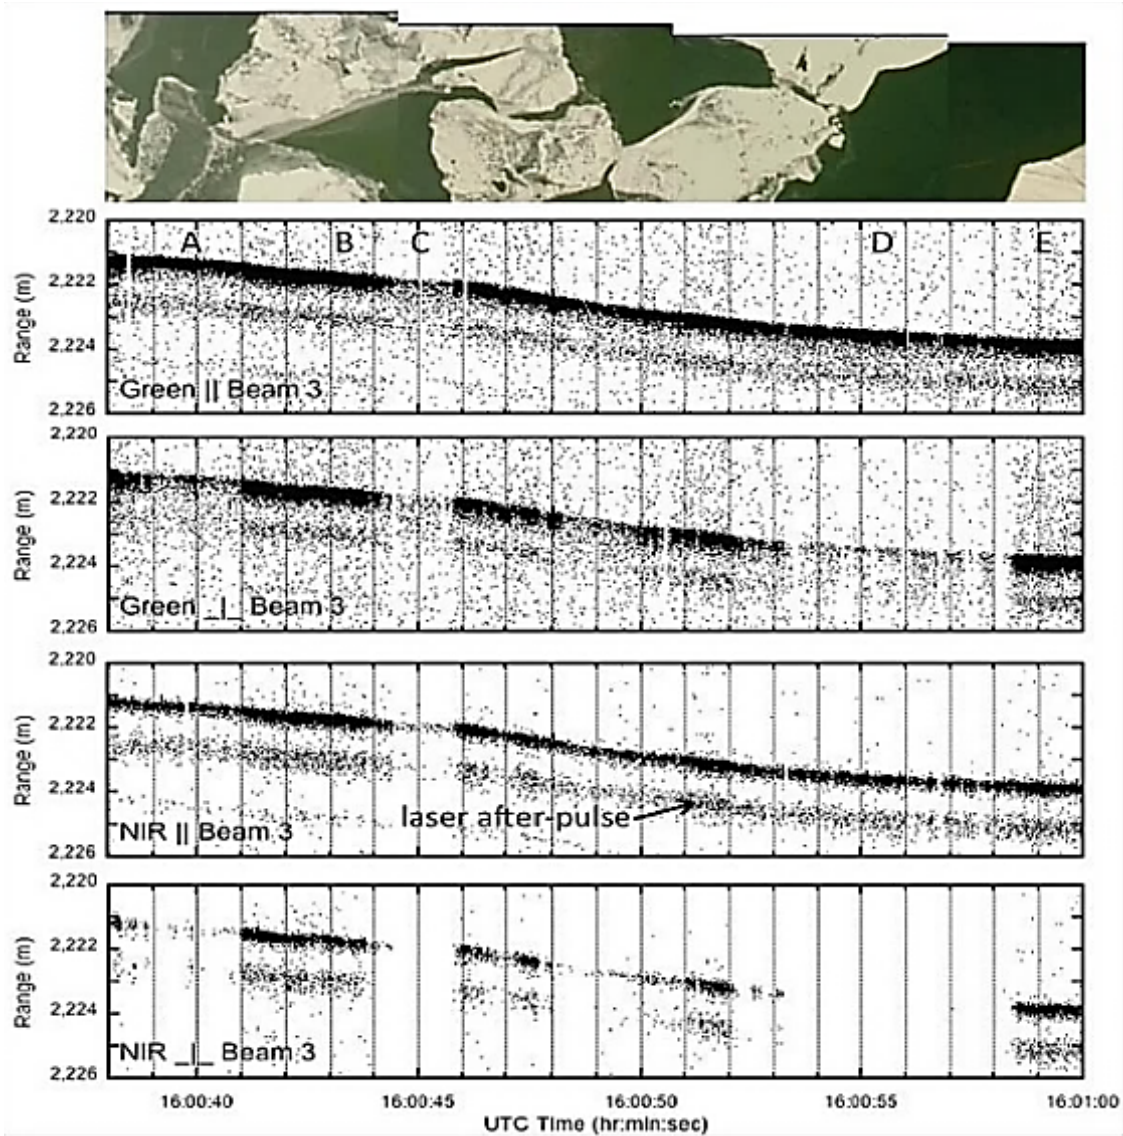 2,220
A B C D E
2,222
Range (m)
2,224
Green || Beam 3
2,226
2,220
2,222
Range (m)
2,224
Green _|_ Beam 3
2,226
2,220
2,222
Range (m)
2,224
laser after-pulse
NIR || Beam 3
2,226
2,220
2,222
Range (m)
2,224
NIR _|_ Beam 3
2,226
16:00:40 16:00:45 16:00:50 16:00:55 16:01:00
UTC Time (hr:min:sec)